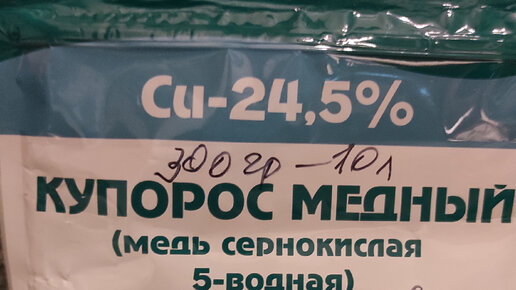 Cu-24,5%
300 гр - 10 л
КУПОРОС МЕДНЫЙ
(медь сернокислая
5-водная)